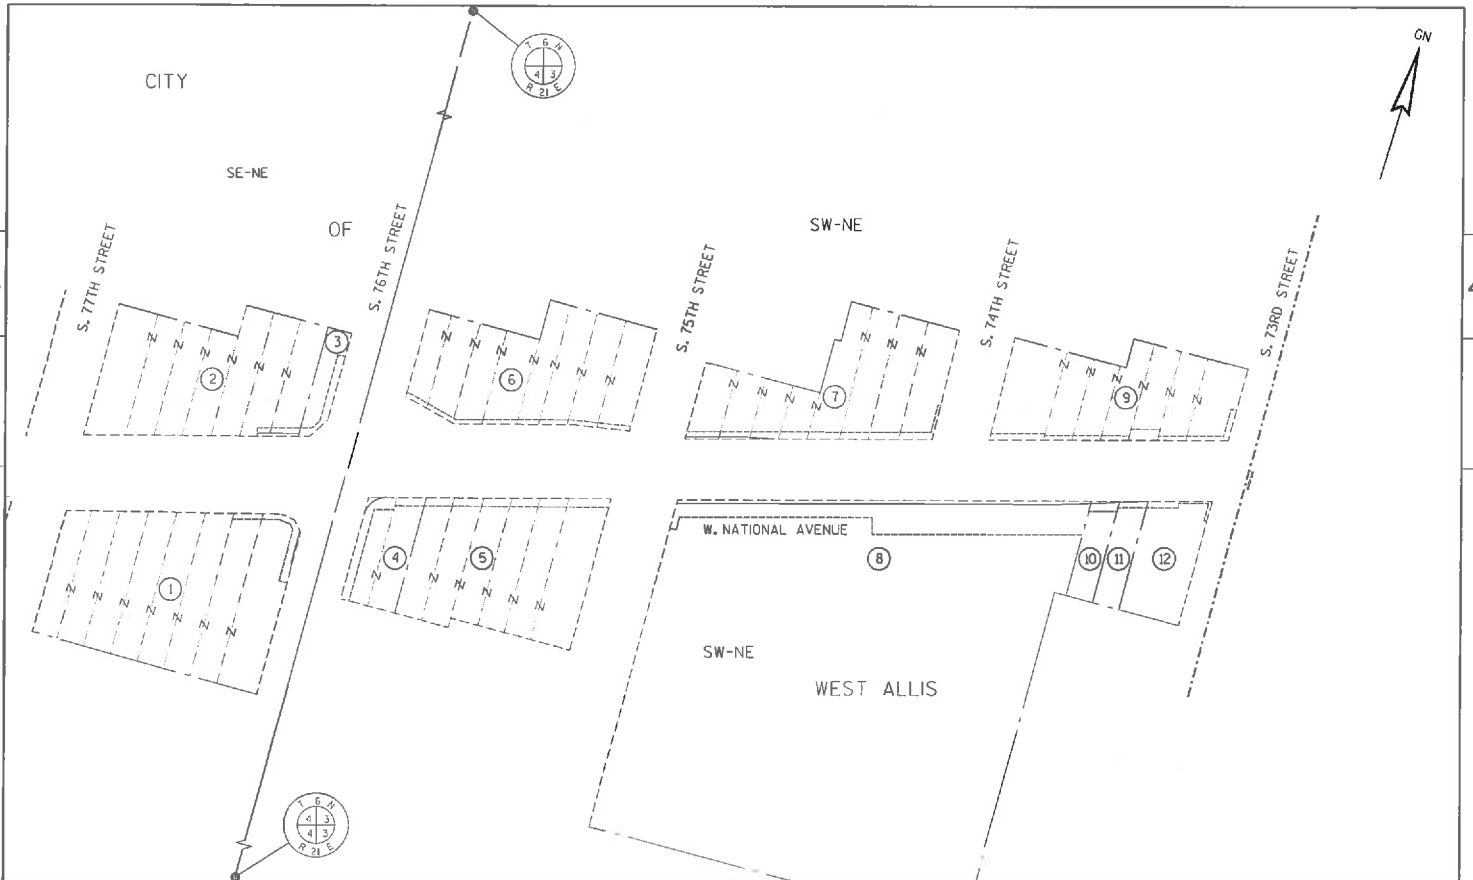 GN
T 6 N
4 3
R 21 E
CITY
SE-NE
OF
SW-NE
S. 77TH STREET
S. 76TH STREET
S. 75TH STREET
S. 74TH STREET
S. 73RD STREET
3
2
6
7
9
Z Z Z Z Z Z
Z Z Z Z Z Z Z
Z Z Z Z Z Z Z
Z Z Z Z Z Z
W. NATIONAL AVENUE
4
5
8
10
11
12
1
Z Z Z Z Z Z Z
Z Z Z Z Z Z
SW-NE
WEST ALLIS
T 6 N
4 3
4 3
R 21 E